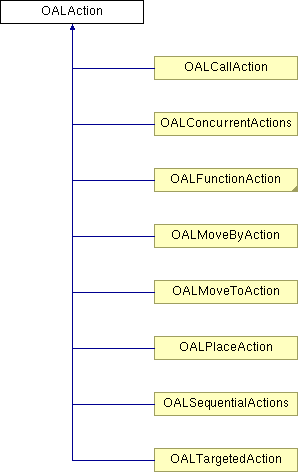 OALAction
OALCallAction
OALConcurrentActions
OALFunctionAction
OALMoveByAction
OALMoveToAction
OALPlaceAction
OALSequentialActions
OALTargetedAction